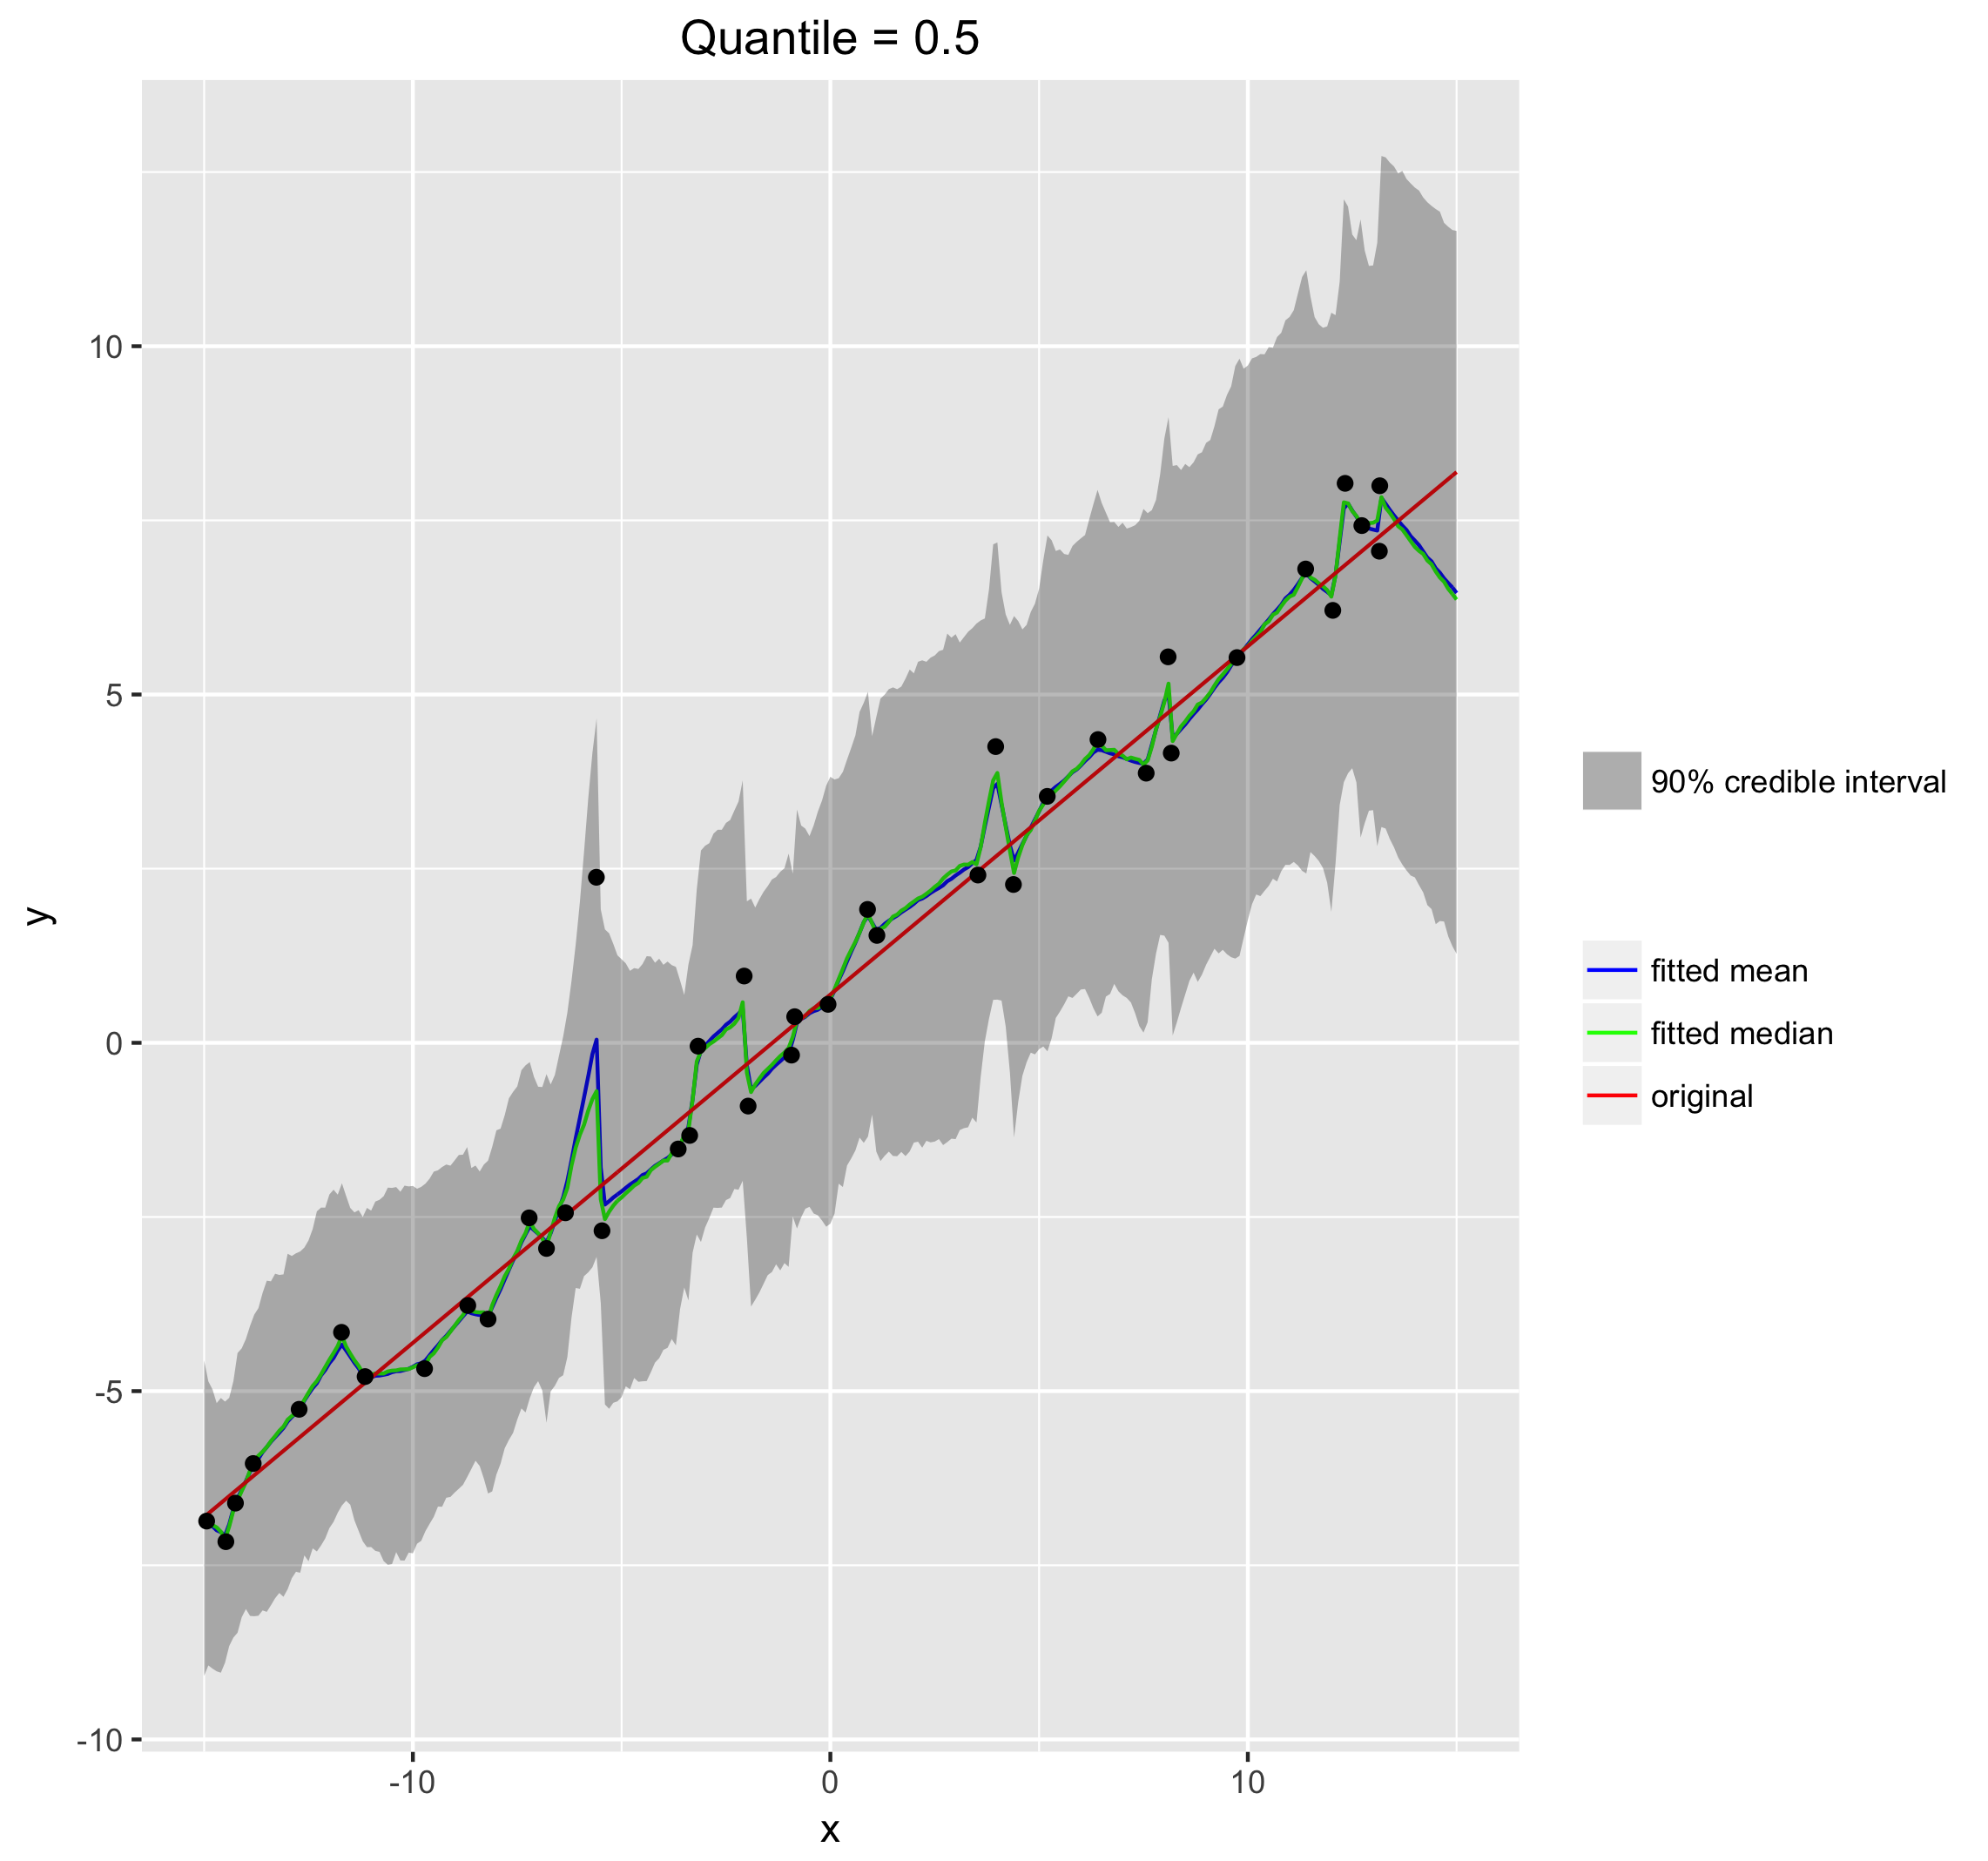 Quantile = 0.5
y
10
5
0
-5
-10
-10
0
10
x
90% credible interval
fitted mean
fitted median
original